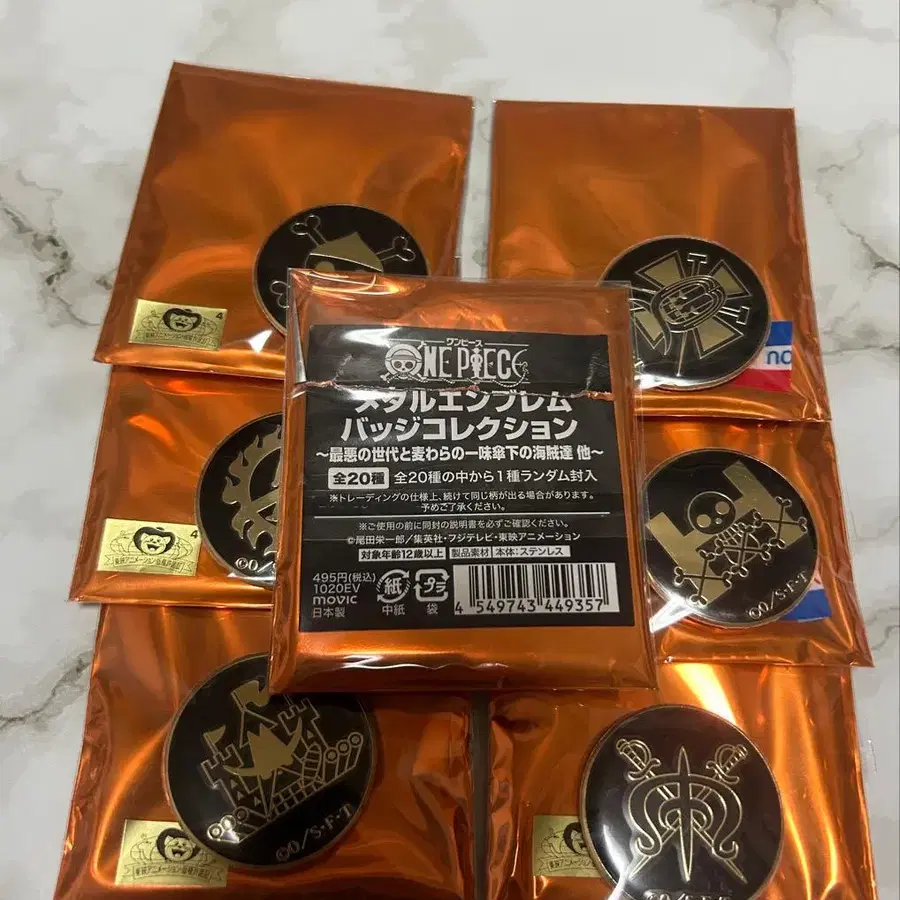 4
T
T T
no
ワンピース
ONE PIECE
メタルエンブレム
バッジコレクション
～最悪の世代と麦わらの一味傘下の海賊達 他～
全20種 全20種の中から1種ランダム封入
※トレーディングの仕様上、続けて同じ柄が出る場合があります。
予めご了承ください。
※ご使用の前に同封の説明書を必ずご確認ください。
©尾田栄一郎／集英社・フジテレビ・東映アニメーション
対象年齢12歳以上 製品素材 本体：ステンレス
495円(税込)
1020EV
movic
日本製
紙
中紙
プラ
袋
4 549743 449357
4
©O/S・F・T
©O/S・F・T